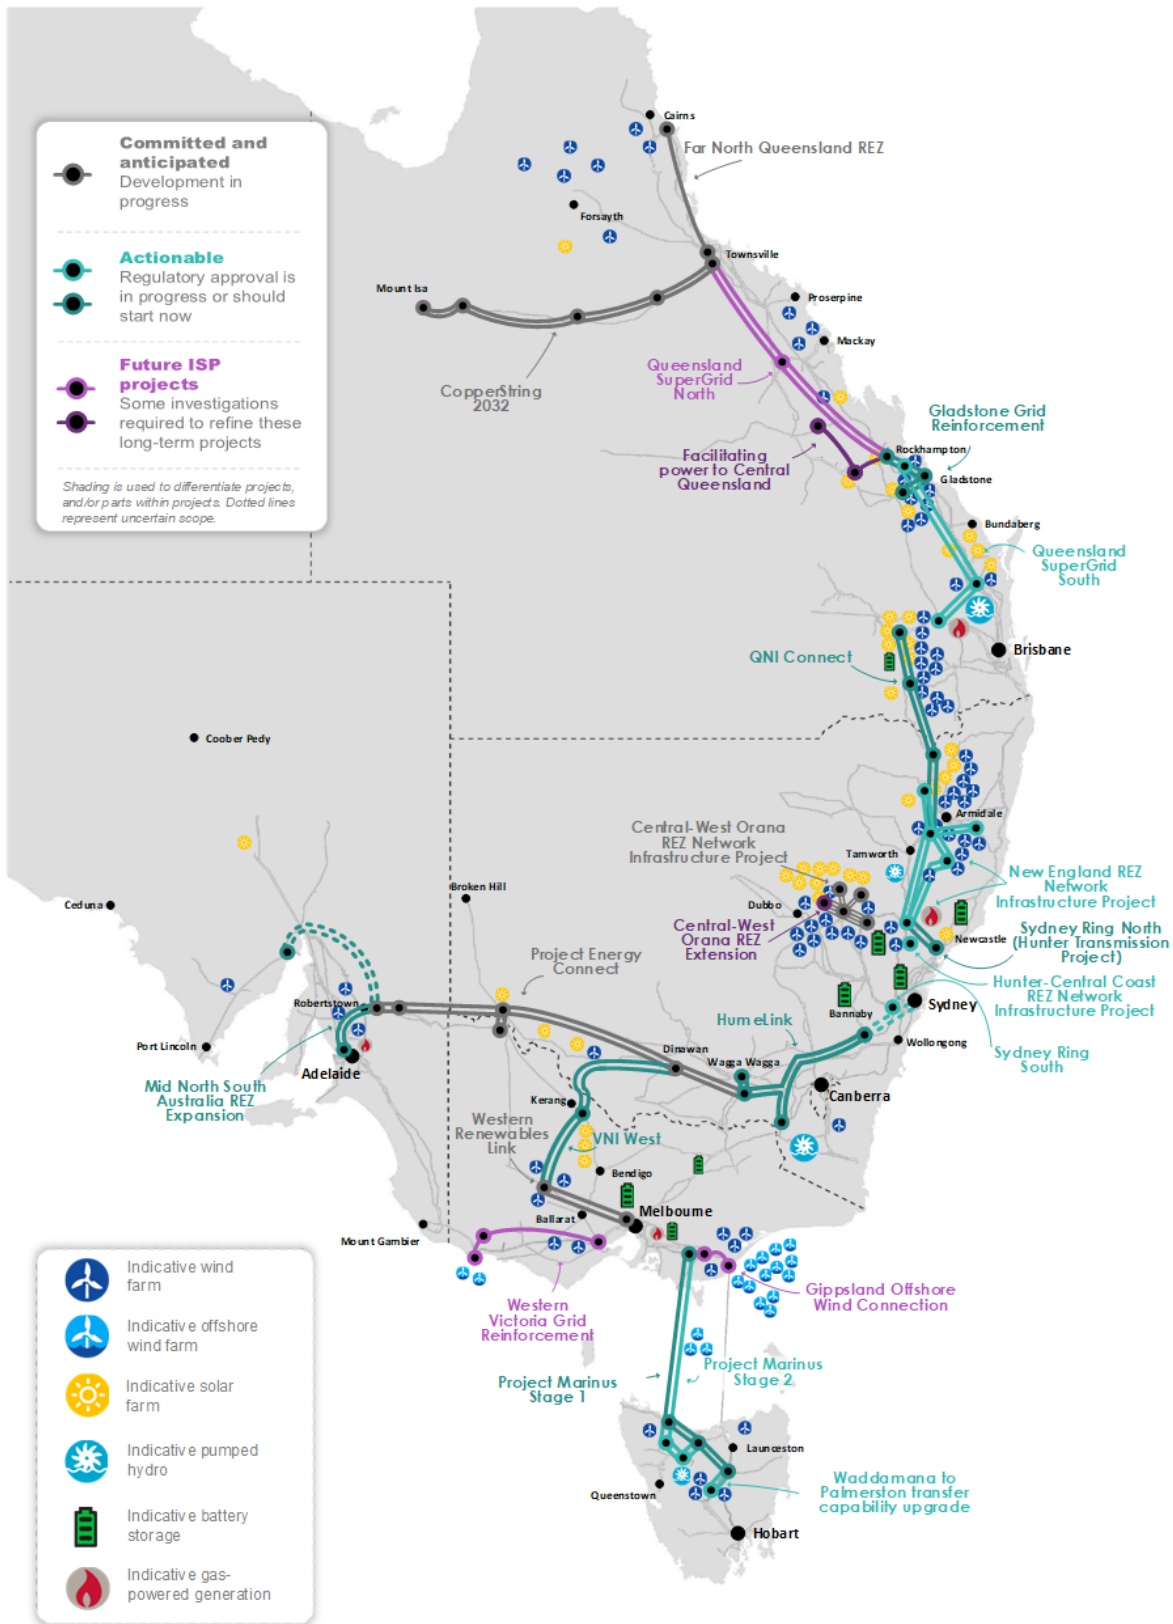 Committed and
anticipated
Development in
progress
Actionable
Regulatory approval is
in progress or should
start now
Future ISP
projects
Some investigations
required to refine these
long-term projects
Shading is used to differentiate projects,
and/or parts within projects. Dotted lines
represent uncertain scope.
Cairns
Far North Queensland REZ
Forsayth
Townsville
Mount Isa
Proserpine
Mackay
CopperString
2032
Queensland
SuperGrid
North
Gladstone Grid
Reinforcement
Facilitating
power to Central
Queensland
Rockhampton
Gladstone
Bundaberg
Queensland
SuperGrid
South
QNI Connect
Brisbane
Coober Pedy
Armidale
Central-West Orana
REZ Network
Infrastructure Project
Tamworth
New England REZ
Network
Infrastructure Project
Broken Hill
Ceduna
Dubbo
Central-West
Orana REZ
Extension
Newcastle
Sydney Ring North
(Hunter Transmission
Project)
Project Energy
Connect
Hunter-Central Coast
REZ Network
Infrastructure Project
Robertstown
Bannaby
Sydney
HumeLink
Wollongong
Sydney Ring
South
Port Lincoln
Adelaide
Dinawan
Wagga Wagga
Canberra
Mid North South
Australia REZ
Expansion
Kerang
Western
Renewables
Link
VNI West
Bendigo
Ballarat
Melbourne
Mount Gambier
Western
Victoria Grid
Reinforcement
Gippsland Offshore
Wind Connection
Project Marinus
Stage 1
Project Marinus
Stage 2
Launceston
Queenstown
Waddamana to
Palmerston transfer
capability upgrade
Hobart
Indicative wind
farm
Indicative offshore
wind farm
Indicative solar
farm
Indicative pumped
hydro
Indicative battery
storage
Indicative gas-
powered generation